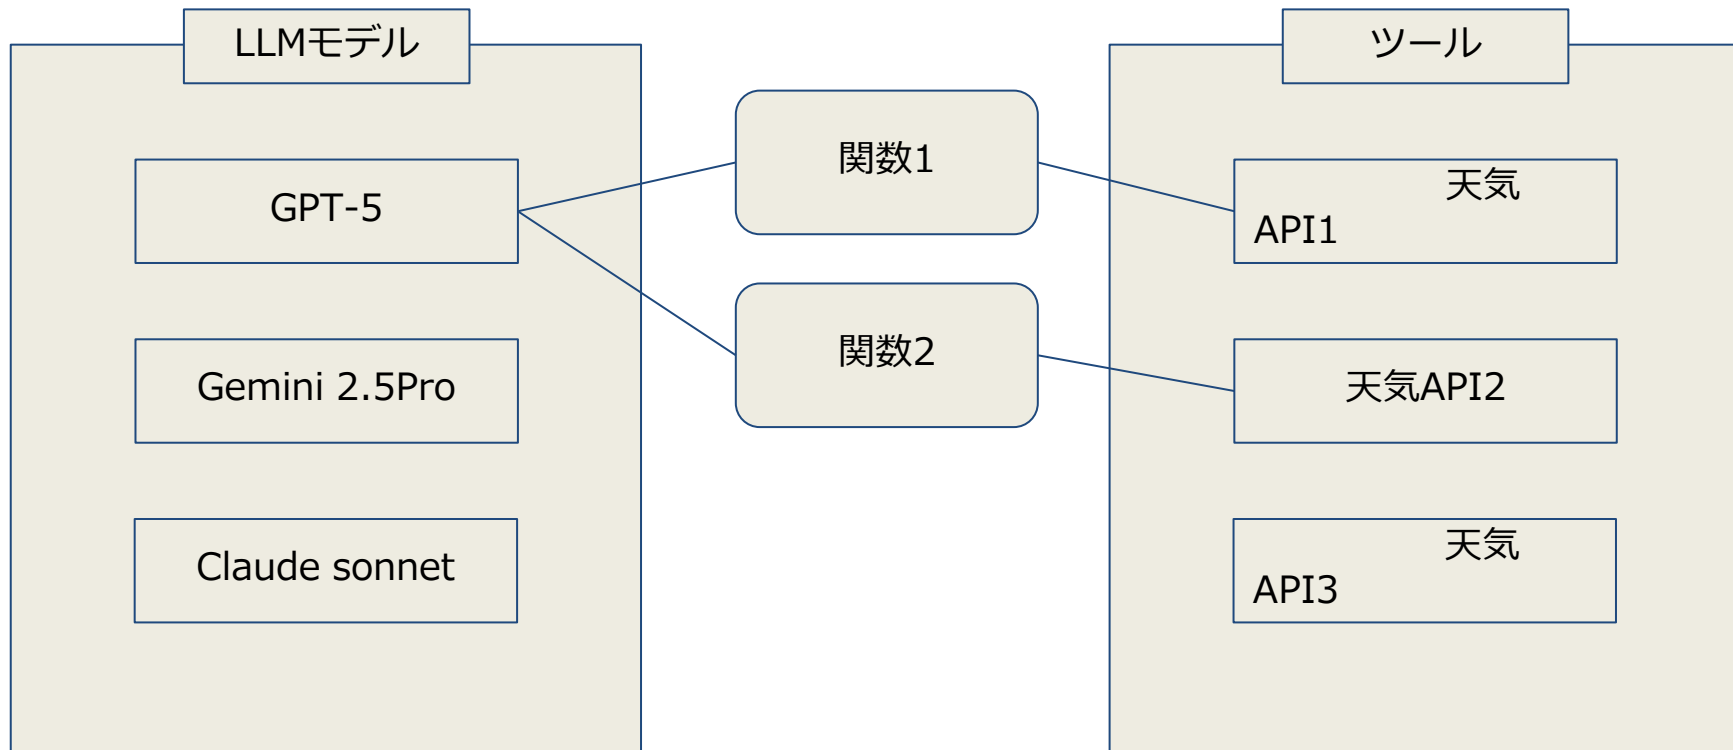 LLMモデル
ツール
関数1
GPT-5
天気
API1
関数2
Gemini 2.5Pro
天気API2
Claude sonnet
天気
API3